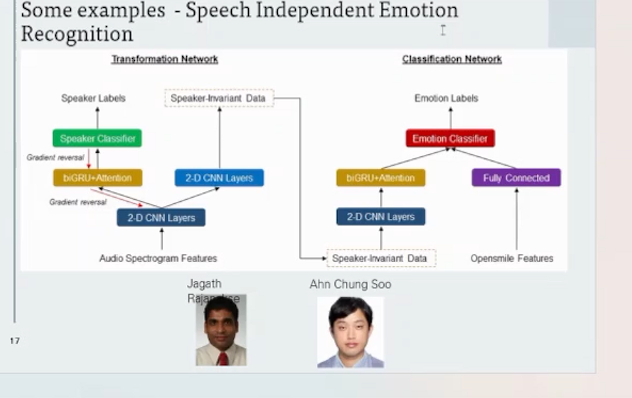 Some examples - Speech Independent Emotion
Recognition
Transformation Network
Classification Network
Speaker Labels
Speaker-Invariant Data
Emotion Labels
Speaker Classifier
Emotion Classifier
Gradient reversal
biGRU+Attention
2-D CNN Layers
biGRU+Attention
Fully Connected
Gradient reversal
2-D CNN Layers
2-D CNN Layers
Audio Spectrogram Features
Speaker-Invariant Data
Opensmile Features
Jagath
Ahn Chung Soo
17